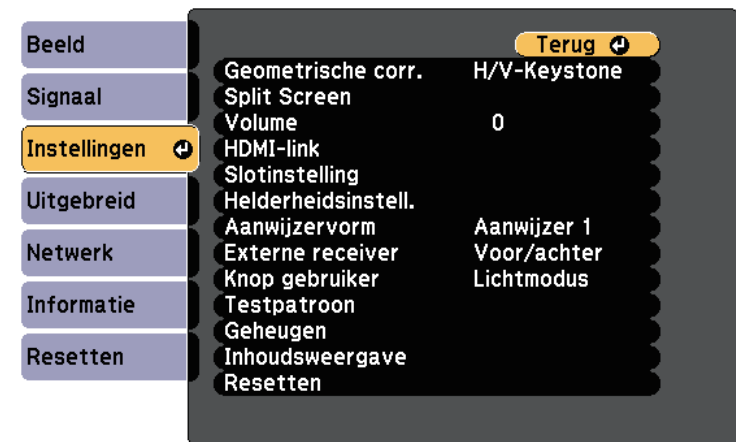 Beeld
Signaal
Instellingen
Uitgebreid
Netwerk
Informatie
Resetten
Terug
Geometrische corr. H/V-Keystone
Split Screen
Volume 0
HDMI-link
Slotinstelling
Helderheidsinstell.
Aanwijzervorm Aanwijzer 1
Externe receiver Voor/achter
Knop gebruiker Lichtmodus
Testpatroon
Geheugen
Inhoudsweergave
Resetten